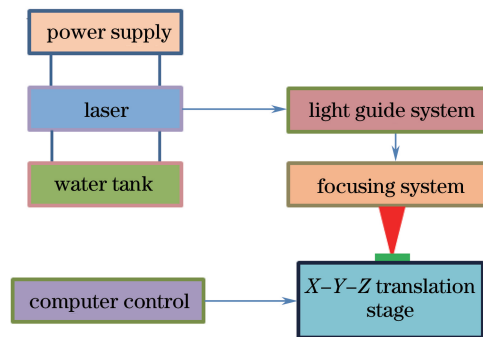 power supply
laser
light guide system
water tank
focusing system
computer control
X–Y–Z translation
stage